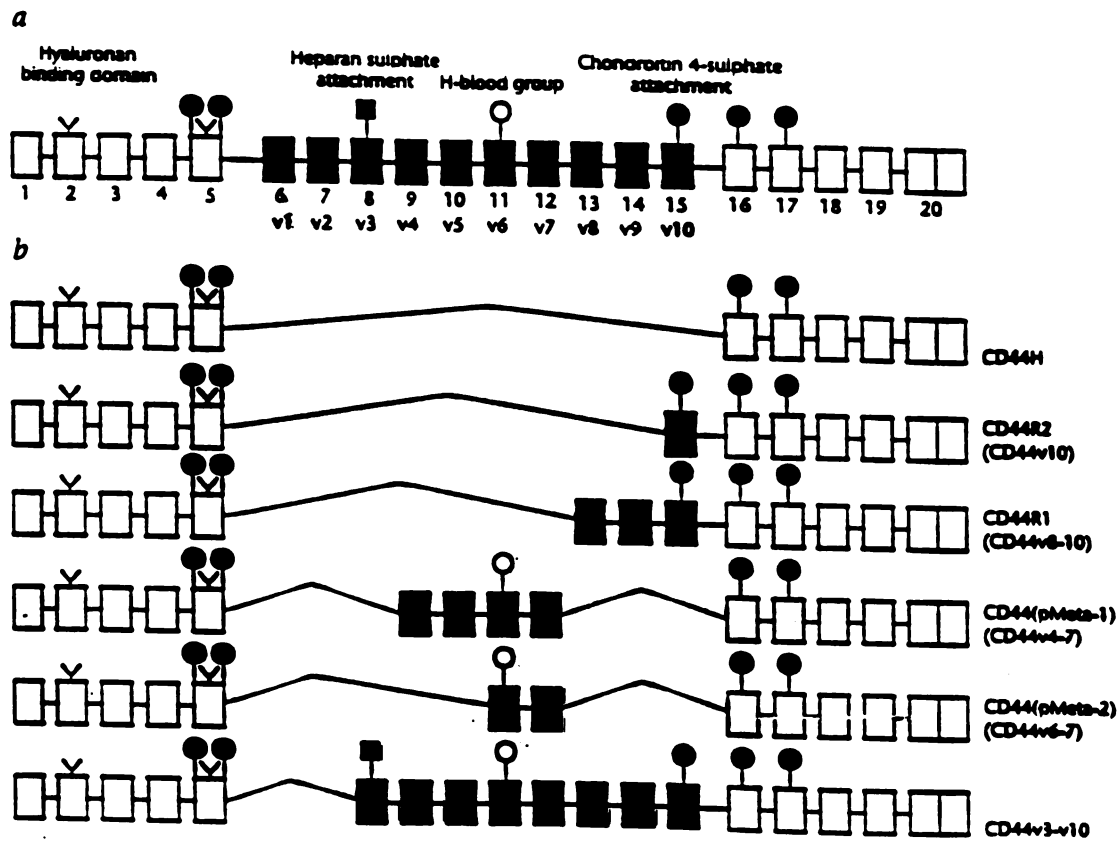 a
Hyaluronan
binding domain
Heparan sulphate
attachment
H-blood group
Chondroitin 4-sulphate
attachment
1 2 3 4 5 6 7 8 9 10 11 12 13 14 15 16 17 18 19 20
v1 v2 v3 v4 v5 v6 v7 v8 v9 v10
b
CD44H
CD44R2
(CD44v10)
CD44R1
(CD44v8-10)
CD44(pMeta-1)
(CD44v4-7)
CD44(pMeta-2)
(CD44v6-7)
CD44v3-v10